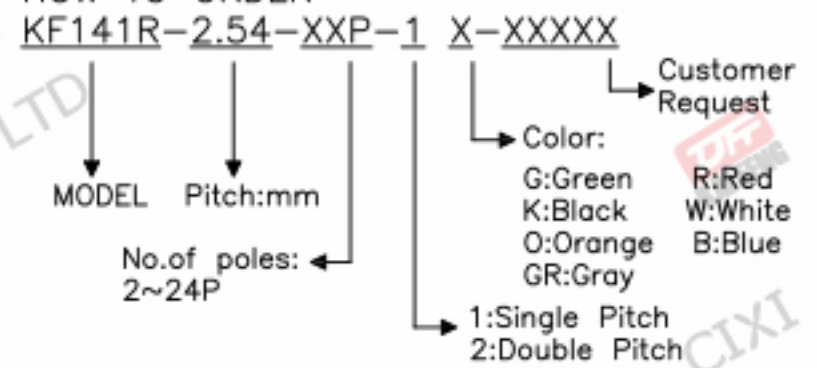 KF141R-2.54-XXP-1 X-XXXXX
Customer
Request
Color:
G:Green R:Red
K:Black W:White
O:Orange B:Blue
GR:Gray
MODEL Pitch:mm
No.of poles:
2~24P
1:Single Pitch
2:Double Pitch
LTD
CIXI